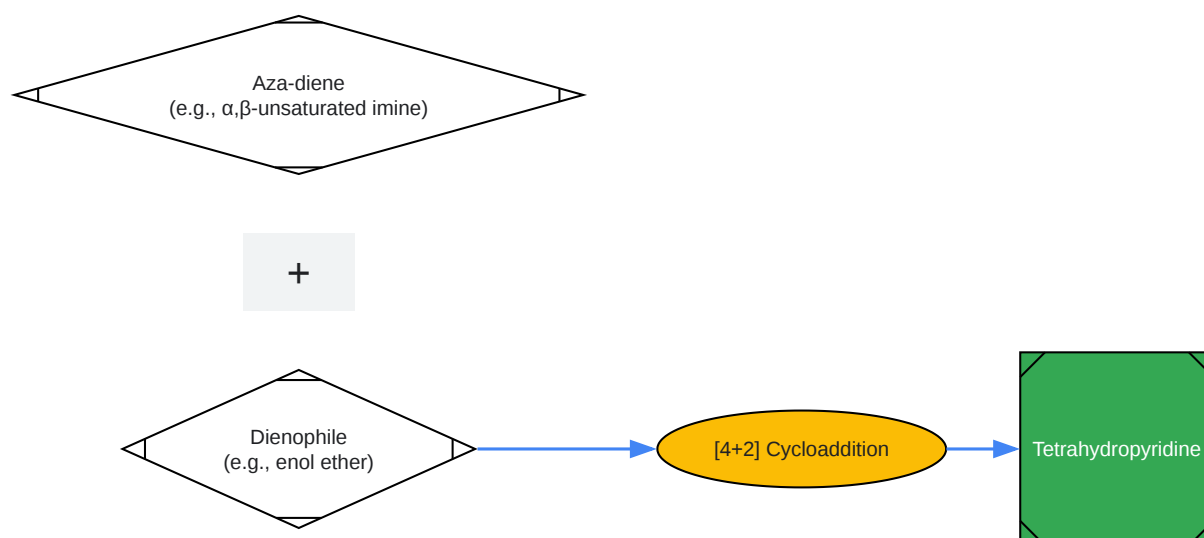 Aza-diene
(e.g., α,β-unsaturated imine)
+
Dienophile
(e.g., enol ether)
[4+2] Cycloaddition
Tetrahydropyridine